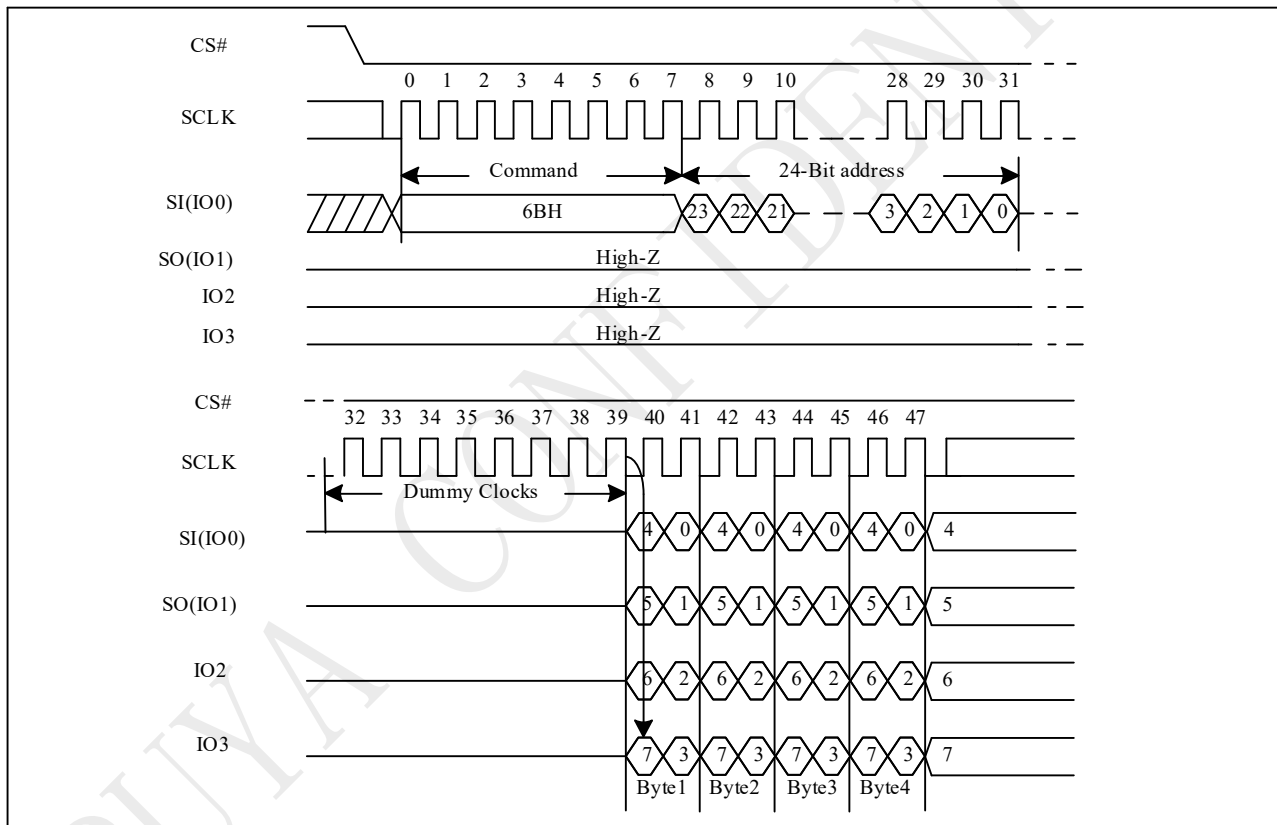 CS#
0 1 2 3 4 5 6 7 8 9 10 28 29 30 31
SCLK
Command 24-Bit address
SI(IO0) 6BH 23 22 21 3 2 1 0
SO(IO1) High-Z
IO2 High-Z
IO3 High-Z
CS#
32 33 34 35 36 37 38 39 40 41 42 43 44 45 46 47
SCLK
Dummy Clocks
SI(IO0) 4 0 4 0 4 0 4 0 4
SO(IO1) 5 1 5 1 5 1 5 1 5
IO2 6 2 6 2 6 2 6 2 6
IO3 7 3 7 3 7 3 7 3 7
Byte1 Byte2 Byte3 Byte4
PUYA CONFIDENT